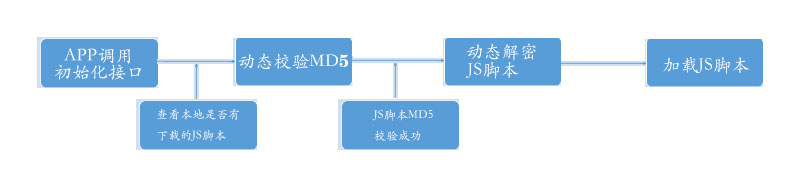 APP调用
初始化接口
动态校验MD5
动态解密
JS脚本
加载JS脚本
查看本地是否有
下载的JS脚本
JS脚本MD5
校验成功